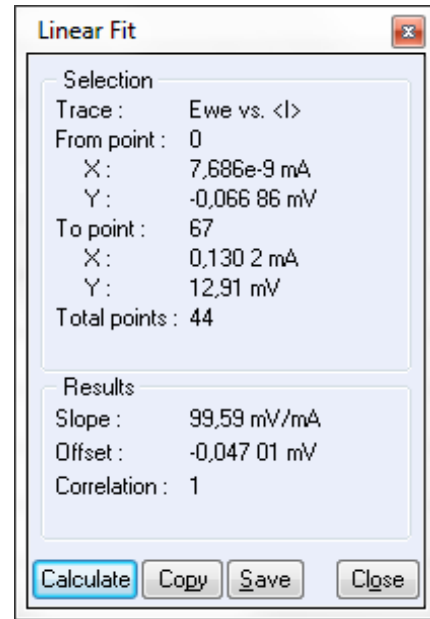 Linear Fit
Selection
Trace : Ewe vs. <I>
From point : 0
X : 7,686e-9 mA
Y : -0,066 86 mV
To point : 67
X : 0,130 2 mA
Y : 12,91 mV
Total points : 44
Results
Slope : 99,59 mV/mA
Offset : -0,047 01 mV
Correlation : 1
Calculate Copy Save Close